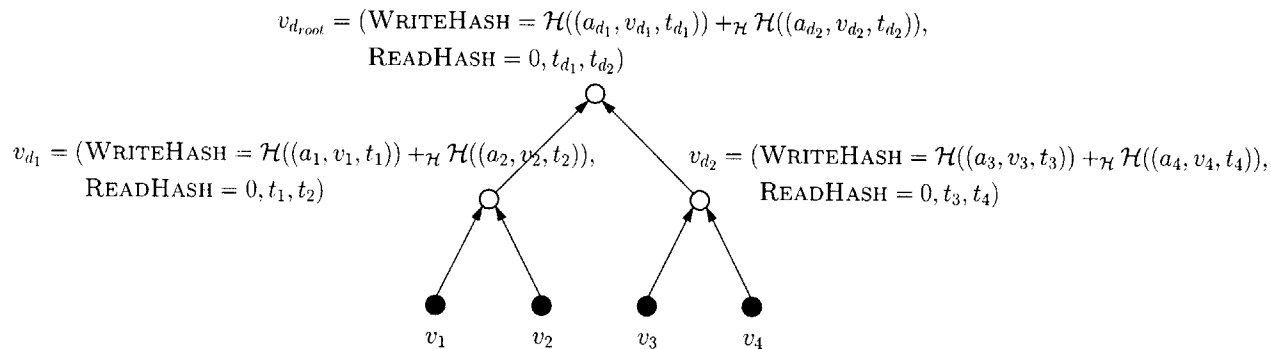 v_{d_{root}} = (WRITEHASH = ℋ((a_{d_1}, v_{d_1}, t_{d_1})) +_ℋ ℋ((a_{d_2}, v_{d_2}, t_{d_2})),
READHASH = 0, t_{d_1}, t_{d_2})
v_{d_1} = (WRITEHASH = ℋ((a_1, v_1, t_1)) +_ℋ ℋ((a_2, v_2, t_2)),
READHASH = 0, t_1, t_2)
v_{d_2} = (WRITEHASH = ℋ((a_3, v_3, t_3)) +_ℋ ℋ((a_4, v_4, t_4)),
READHASH = 0, t_3, t_4)
v_1 v_2 v_3 v_4